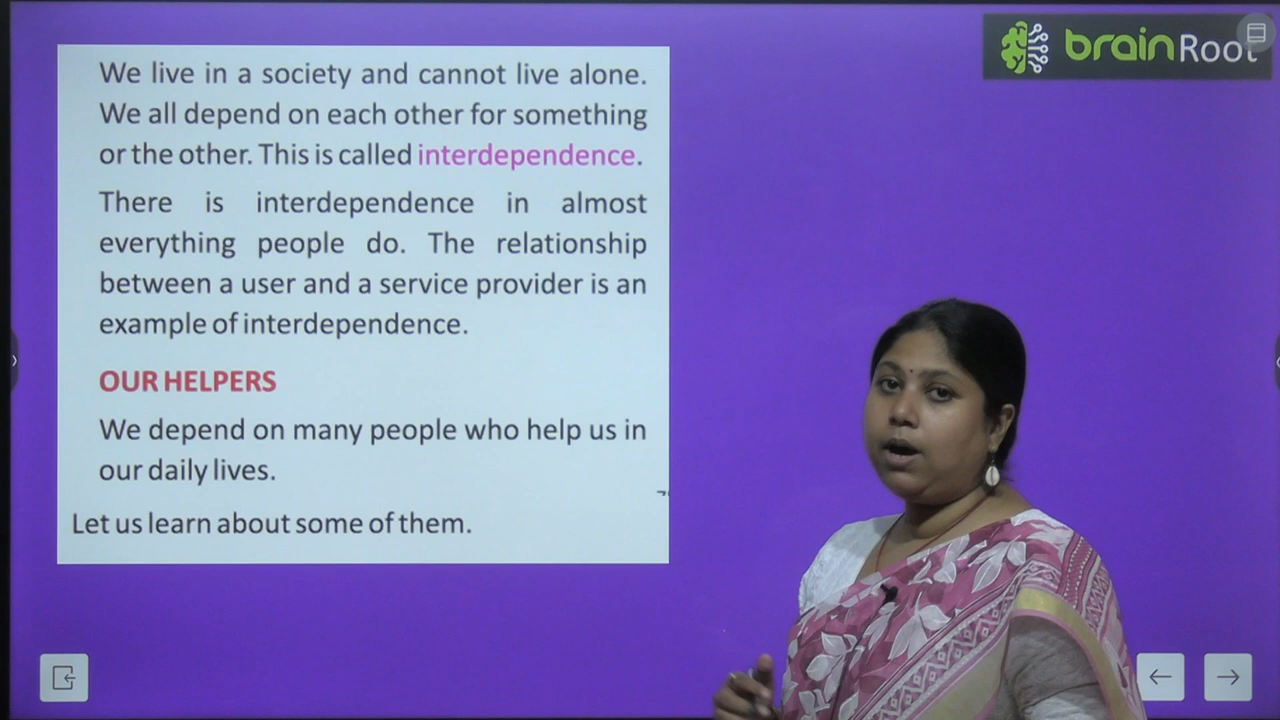 brainRoot
We live in a society and cannot live alone.
We all depend on each other for something
or the other. This is called interdependence.
There is interdependence in almost
everything people do. The relationship
between a user and a service provider is an
example of interdependence.
OUR HELPERS
We depend on many people who help us in
our daily lives.
Let us learn about some of them.